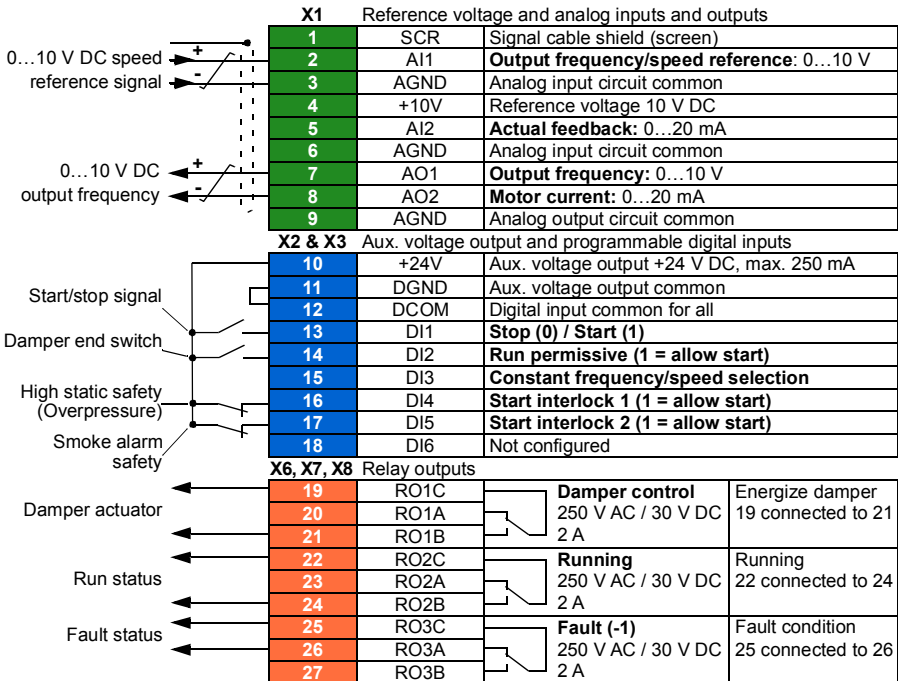 X1 Reference voltage and analog inputs and outputs
1 SCR Signal cable shield (screen)
0…10 V DC speed + 2 AI1 Output frequency/speed reference: 0…10 V
reference signal - 3 AGND Analog input circuit common
4 +10V Reference voltage 10 V DC
5 AI2 Actual feedback: 0…20 mA
6 AGND Analog input circuit common
0…10 V DC + 7 AO1 Output frequency: 0…10 V
output frequency - 8 AO2 Motor current: 0…20 mA
9 AGND Analog output circuit common
X2 & X3 Aux. voltage output and programmable digital inputs
10 +24V Aux. voltage output +24 V DC, max. 250 mA
Start/stop signal 11 DGND Aux. voltage output common
12 DCOM Digital input common for all
13 DI1 Stop (0) / Start (1)
Damper end switch 14 DI2 Run permissive (1 = allow start)
15 DI3 Constant frequency/speed selection
High static safety
(Overpressure) 16 DI4 Start interlock 1 (1 = allow start)
17 DI5 Start interlock 2 (1 = allow start)
Smoke alarm
safety 18 DI6 Not configured
X6, X7, X8 Relay outputs
19 RO1C Damper control Energize damper
Damper actuator 20 RO1A 250 V AC / 30 V DC 19 connected to 21
21 RO1B 2 A
22 RO2C Running Running
Run status 23 RO2A 250 V AC / 30 V DC 22 connected to 24
24 RO2B 2 A
Fault status 25 RO3C Fault (-1) Fault condition
26 RO3A 250 V AC / 30 V DC 25 connected to 26
27 RO3B 2 A